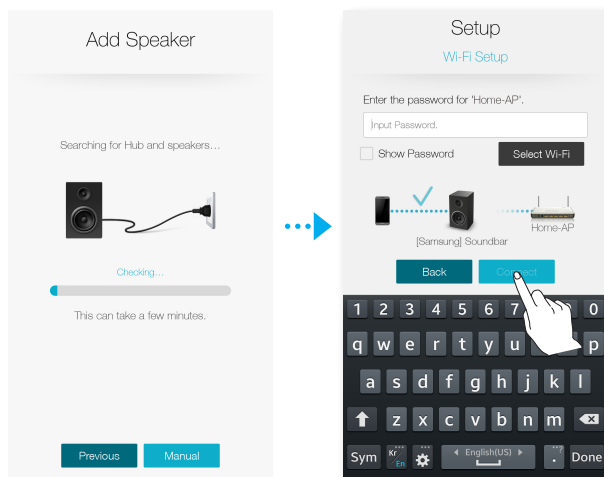 Add Speaker
Searching for Hub and speakers...
Checking...
This can take a few minutes.
Previous
Manual
Setup
Wi-Fi Setup
Enter the password for 'Home-AP'.
Input Password.
Show Password
Select Wi-Fi
Home-AP
[Samsung] Soundbar
Back
Connect
1 2 3 4 5 6 7 0
q w e r t y u p
a s d f g h j k l
z x c v b n m
Sym Kr En English(US) . Done